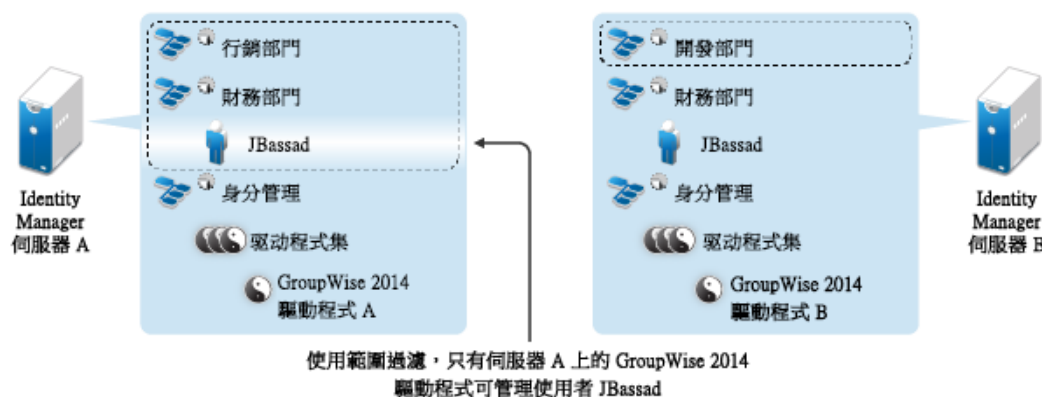 行銷部門
財務部門
JBassad
身分管理
驱动程式集
GroupWise 2014
驅動程式 A
Identity
Manager
伺服器 A
開發部門
財務部門
JBassad
身分管理
驱动程式集
GroupWise 2014
驅動程式 B
Identity
Manager
伺服器 B
使用範圍過濾，只有伺服器 A 上的 GroupWise 2014
驅動程式可管理使用者 JBassad